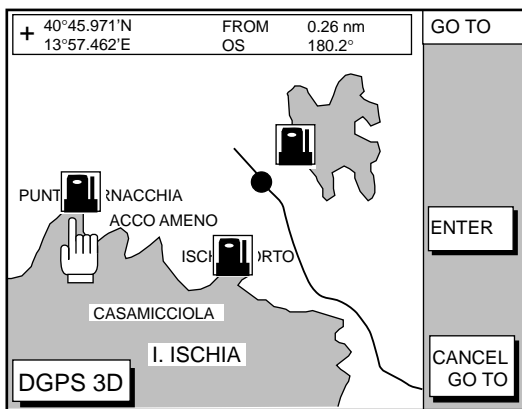 + 40°45.971'N FROM 0.26 nm
13°57.462'E OS 180.2°
GO TO
PUNT RNACCHIA
ACCO AMENO
ISCH ORTO
ENTER
CASAMICCIOLA
I. ISCHIA
DGPS 3D
CANCEL
GO TO